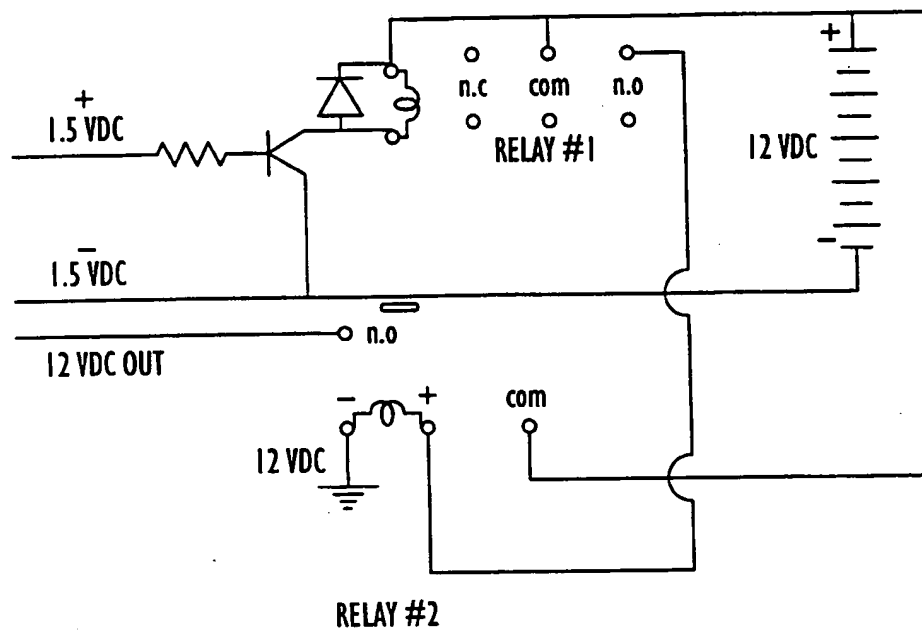 +
1.5 VDC
n.c com n.o
RELAY #1
+
12 VDC
-
-
1.5 VDC
n.o
12 VDC OUT
- +
com
12 VDC
RELAY #2